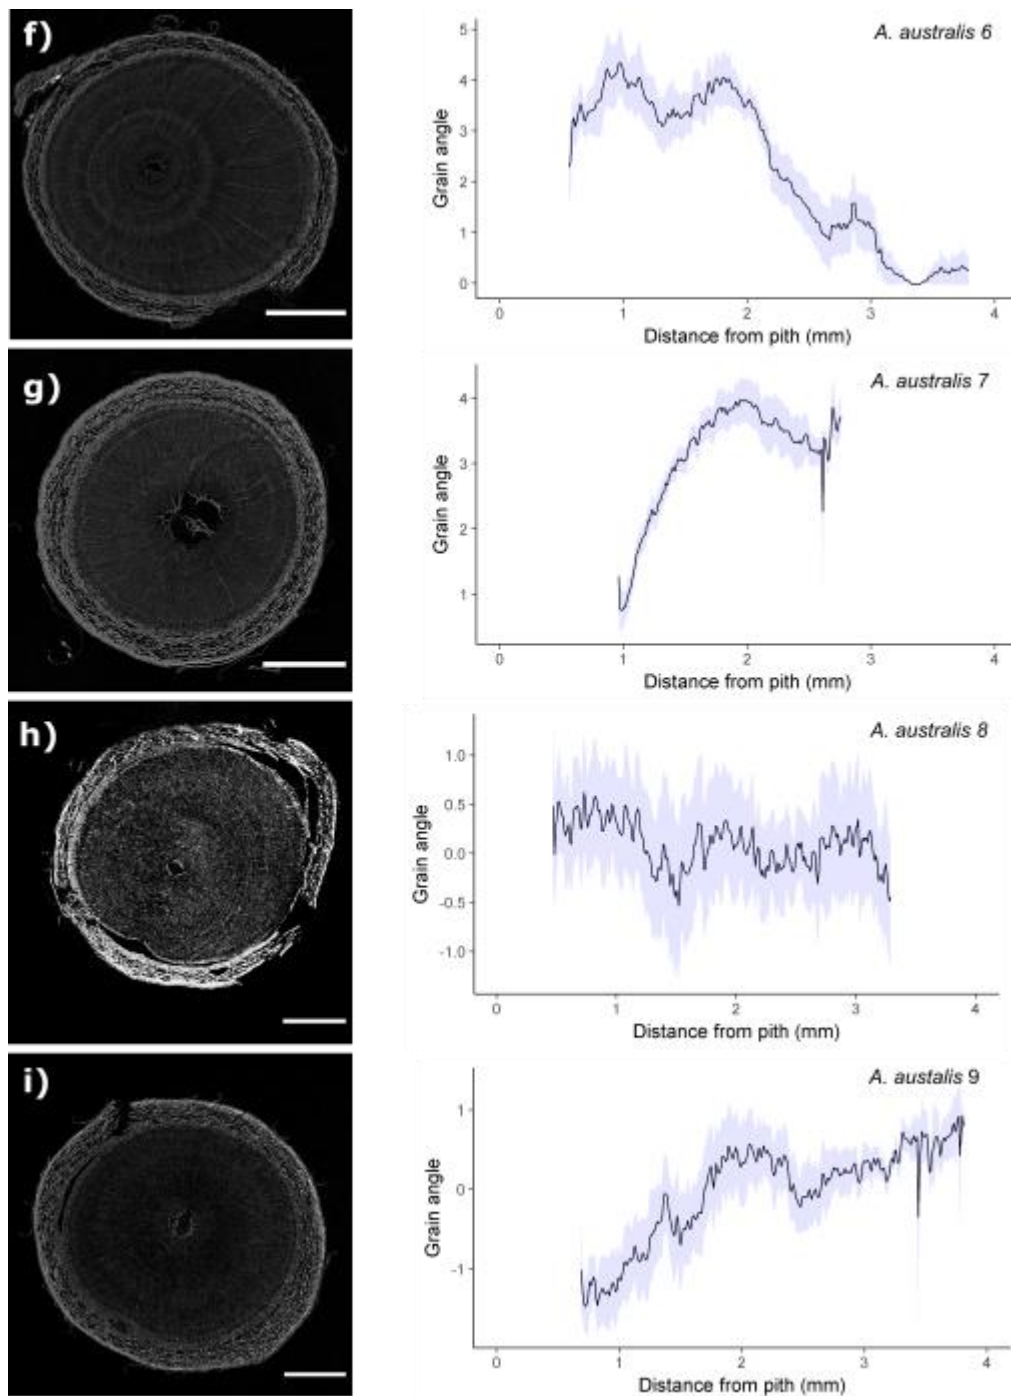 f)
A. australis 6
5
4
3
2
1
0
Grain angle
0 1 2 3 4
Distance from pith (mm)
g)
A. australis 7
4
3
2
1
Grain angle
0 1 2 3 4
Distance from pith (mm)
h)
A. australis 8
1.0
0.5
0.0
-0.5
-1.0
Grain angle
0 1 2 3 4
Distance from pith (mm)
i)
A. austalis 9
1
0
-1
Grain angle
0 1 2 3 4
Distance from pith (mm)